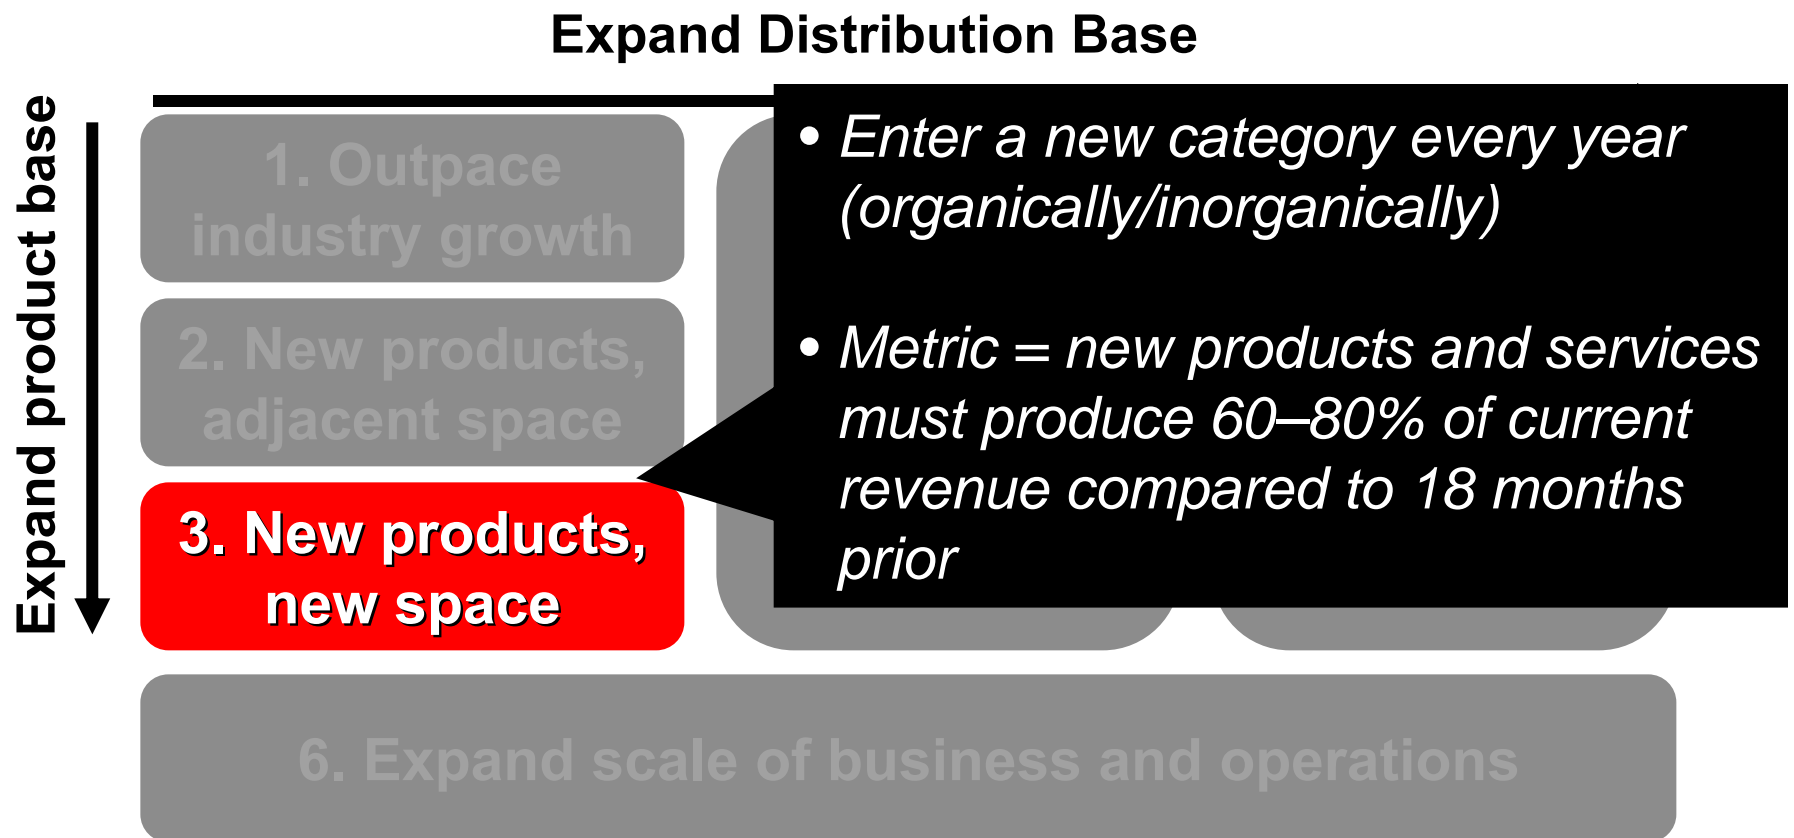 Expand Distribution Base
Expand product base
1. Outpace
industry growth
2. New products,
adjacent space
3. New products,
new space
• Enter a new category every year
(organically/inorganically)
• Metric = new products and services
must produce 60–80% of current
revenue compared to 18 months
prior
6. Expand scale of business and operations